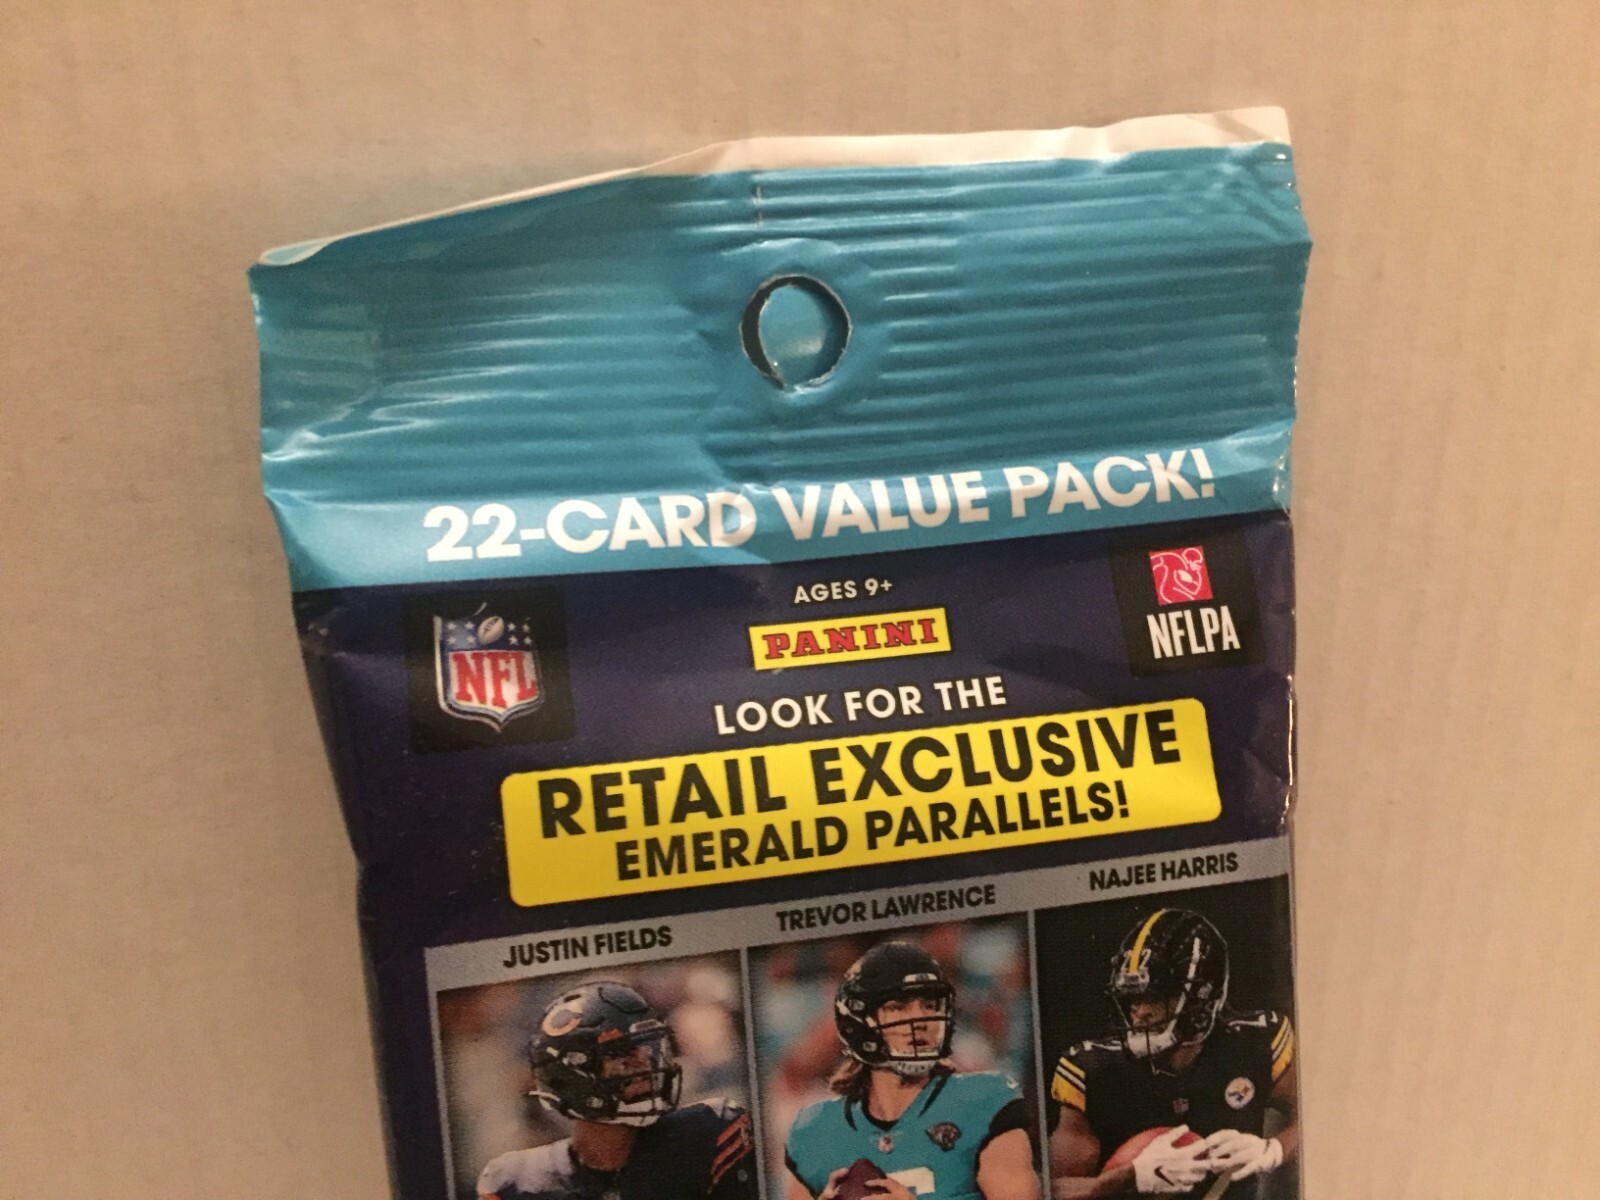 22-CARD VALUE PACK!
AGES 9+
NFL
PANINI
NFLPA
LOOK FOR THE
RETAIL EXCLUSIVE
EMERALD PARALLELS!
JUSTIN FIELDS
TREVOR LAWRENCE
NAJEE HARRIS
C
22